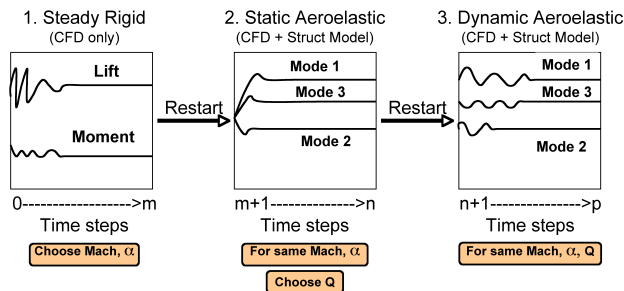 1. Steady Rigid
(CFD only)
Lift
Moment
0------------------>m
Time steps
Choose Mach, α
Restart
2. Static Aeroelastic
(CFD + Struct Model)
Mode 1
Mode 3
Mode 2
m+1-------------->n
Time steps
For same Mach, α
Choose Q
Restart
3. Dynamic Aeroelastic
(CFD + Struct Model)
Mode 1
Mode 3
Mode 2
n+1-------------->p
Time steps
For same Mach, α, Q